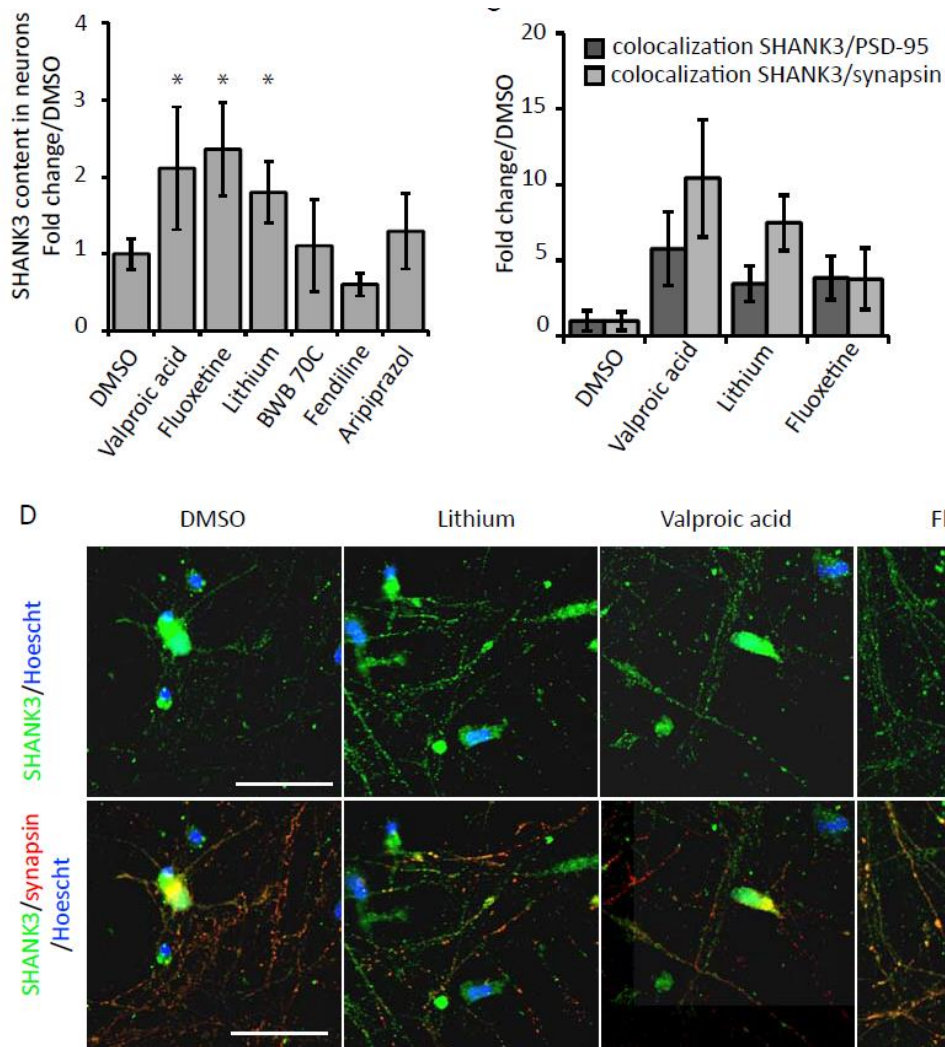 SHANK3 content in neurons
Fold change/DMSO
4
3
2
1
0
* * *
DMSO
Valproic acid
Fluoxetine
Lithium
BWB 70C
Fendiline
Aripiprazol
Fold change/DMSO
20
15
10
5
0
colocalization SHANK3/PSD-95
colocalization SHANK3/synapsin
DMSO
Valproic acid
Lithium
Fluoxetine
D
DMSO
Lithium
Valproic acid
SHANK3/Hoescht
SHANK3/synapsin
/Hoescht